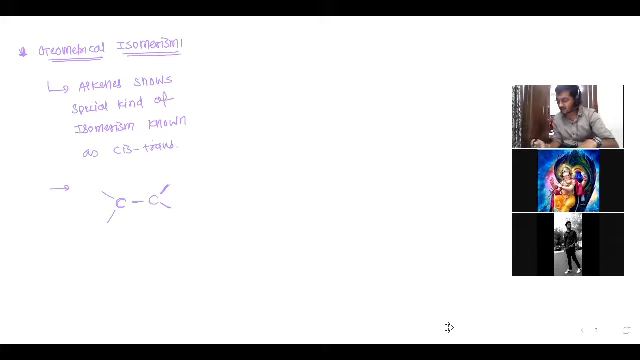 * Geometrical Isomerism
↳ Alkenes shows
special kind of
Isomerism known
as cis-trans.
→
C - C